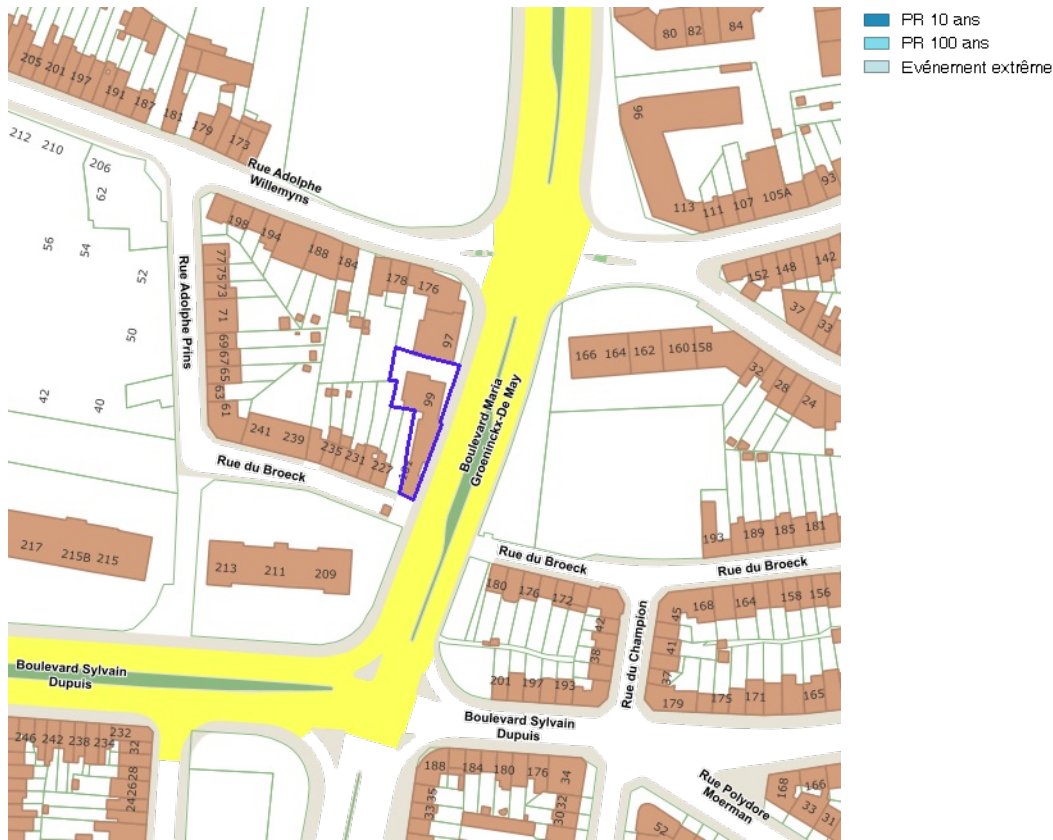 PR 10 ans
PR 100 ans
Evénement extrême
80 82 84
205 201 197 191 187 181 179 173
96
212 210 206
62
56 54 52
50
42 40
Rue Adolphe
Willemyns
113 111 107 105A 93
198 194 188 184 178 176
77 75 73 71 69 67 65 63 61
Rue Adolphe Prins
97
99
152 148 142
37 33
166 164 162 160 158
32 28 24
Boulevard Maria
Groeninckx-De May
241 239 235 231 227
Rue du Broeck
193 189 185 181
217 215B 215
213 211 209
Rue du Broeck
Rue du Broeck
180 176 172
42
38
45
41
37
168 164 158 156
Rue du Champion
201 197 193
179 175 171 165
Boulevard Sylvain
Dupuis
Boulevard Sylvain
Dupuis
246 242 238 234 232
32
28
26
24
188 184 180 176 34
32
30
35
33
Rue Polydore
Moerman
168 166
33 31
52